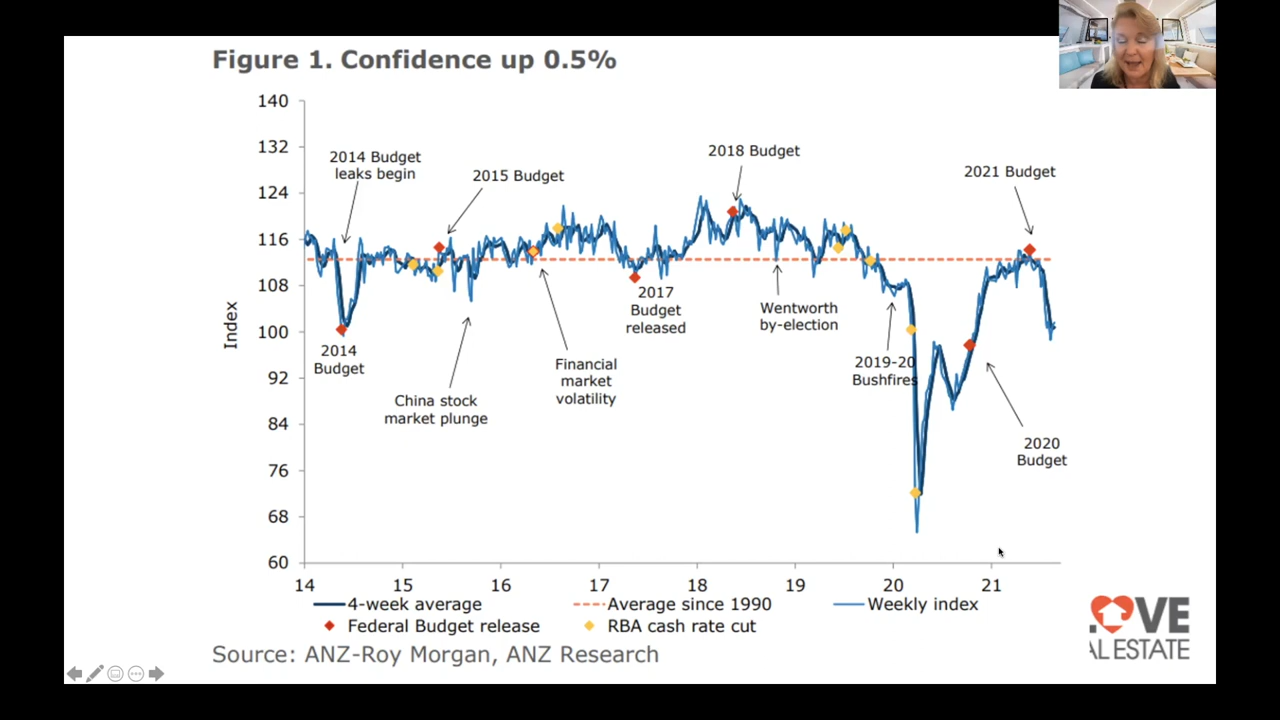 Figure 1. Confidence up 0.5%
140
132
124
116
108
100
92
84
76
68
60
Index
2014 Budget
leaks begin
2015 Budget
2018 Budget
2021 Budget
2014
Budget
China stock
market plunge
Financial
market
volatility
2017
Budget
released
Wentworth
by-election
2019-20
Bushfires
2020
Budget
14 15 16 17 18 19 20 21
4-week average Average since 1990 Weekly index
Federal Budget release RBA cash rate cut
Source: ANZ-Roy Morgan, ANZ Research
OVE
AL ESTATE